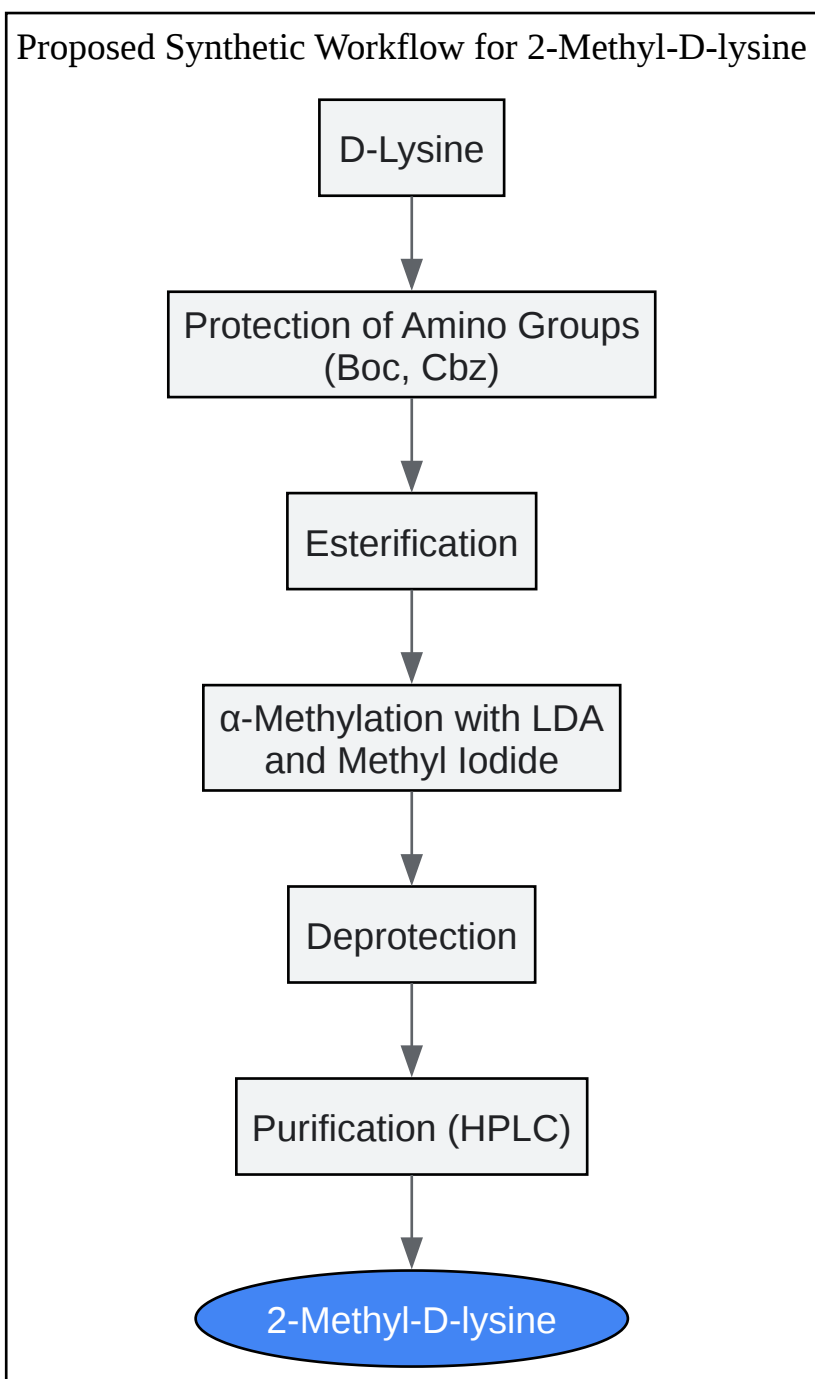 Proposed Synthetic Workflow for 2-Methyl-D-lysine
D-Lysine
Protection of Amino Groups
(Boc, Cbz)
Esterification
α-Methylation with LDA
and Methyl Iodide
Deprotection
Purification (HPLC)
2-Methyl-D-lysine